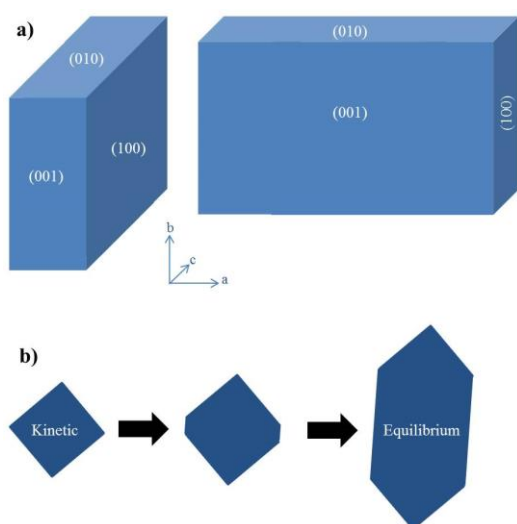 a)
(010)
(100)
(001)
(010)
(001)
(100)
b
c
a
b)
Kinetic
Equilibrium